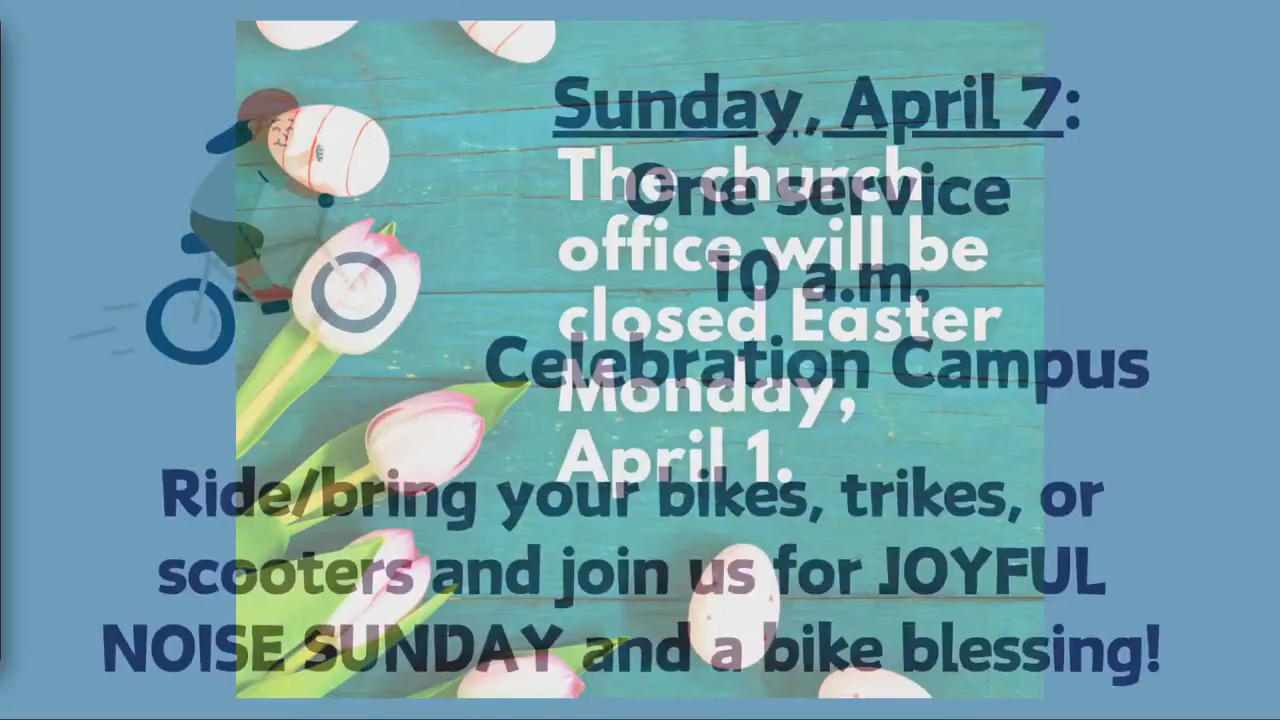 Sunday, April 7:
One service
10 a.m.
Celebration Campus
Ride/bring your bikes, trikes, or
scooters and join us for JOYFUL
NOISE SUNDAY and a bike blessing!
The church
office will be
closed Easter
Monday,
April 1.